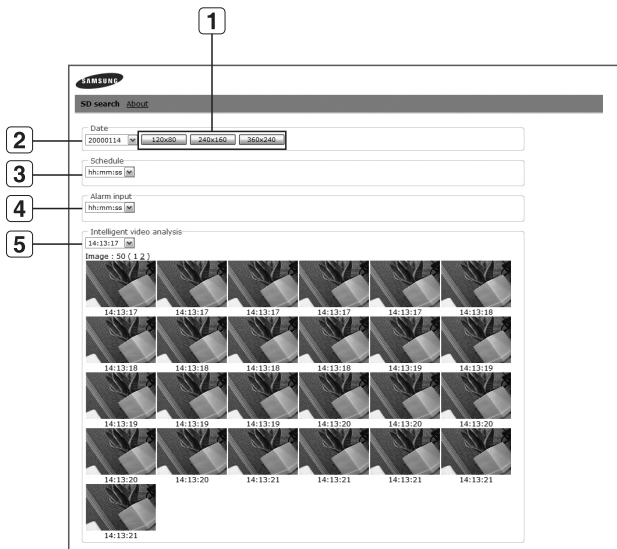 1
SAMSUNG
SD search About
Date
2 20000114 120x80 240x160 360x240
Schedule
3 hh:mm:ss
Alarm input
4 hh:mm:ss
Intelligent video analysis
5 14:13:17
Image : 50 ( 1 2 )
14:13:17 14:13:17 14:13:17 14:13:17 14:13:17 14:13:18
14:13:18 14:13:18 14:13:18 14:13:18 14:13:19 14:13:19
14:13:19 14:13:19 14:13:19 14:13:20 14:13:20 14:13:20
14:13:20 14:13:20 14:13:21 14:13:21 14:13:21 14:13:21
14:13:21